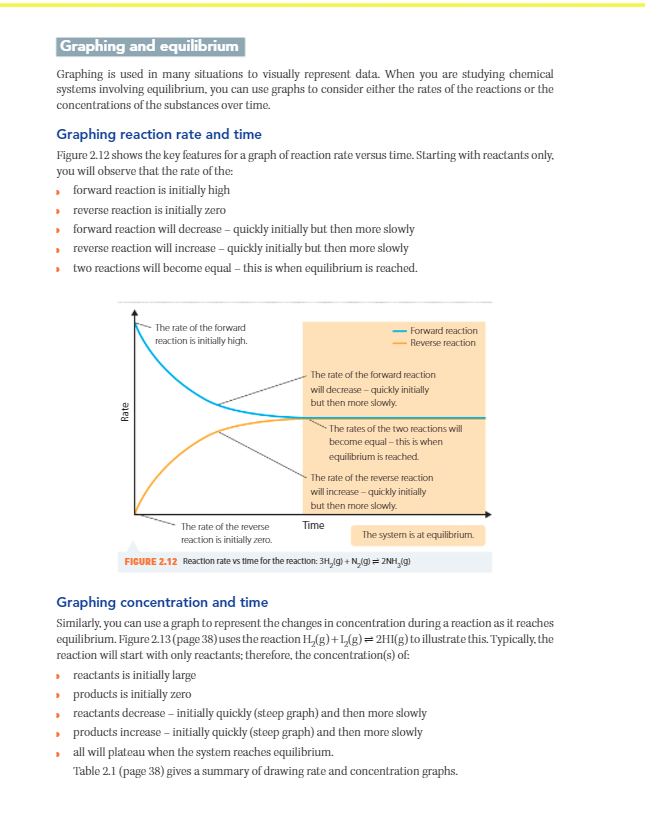 Graphing and equilibrium
Graphing is used in many situations to visually represent data. When you are studying chemical
systems involving equilibrium, you can use graphs to consider either the rates of the reactions or the
concentrations of the substances over time.
Graphing reaction rate and time
Figure 2.12 shows the key features for a graph of reaction rate versus time. Starting with reactants only,
you will observe that the rate of the:
forward reaction is initially high
reverse reaction is initially zero
forward reaction will decrease – quickly initially but then more slowly
reverse reaction will increase – quickly initially but then more slowly
two reactions will become equal – this is when equilibrium is reached.
The rate of the forward
reaction is initially high.
Forward reaction
Reverse reaction
The rate of the forward reaction
will decrease – quickly initially
but then more slowly.
Rate
The rates of the two reactions will
become equal – this is when
equilibrium is reached.
The rate of the reverse reaction
will increase – quickly initially
but then more slowly.
The rate of the reverse
reaction is initially zero.
Time
The system is at equilibrium.
FIGURE 2.12 Reaction rate vs time for the reaction: 3H₂(g) + N₂(g) ⇌ 2NH₃(g)
Graphing concentration and time
Similarly, you can use a graph to represent the changes in concentration during a reaction as it reaches
equilibrium. Figure 2.13 (page 38) uses the reaction H₂(g) + I₂(g) ⇌ 2HI(g) to illustrate this. Typically, the
reaction will start with only reactants; therefore, the concentration(s) of:
reactants is initially large
products is initially zero
reactants decrease – initially quickly (steep graph) and then more slowly
products increase – initially quickly (steep graph) and then more slowly
all will plateau when the system reaches equilibrium.
Table 2.1 (page 38) gives a summary of drawing rate and concentration graphs.